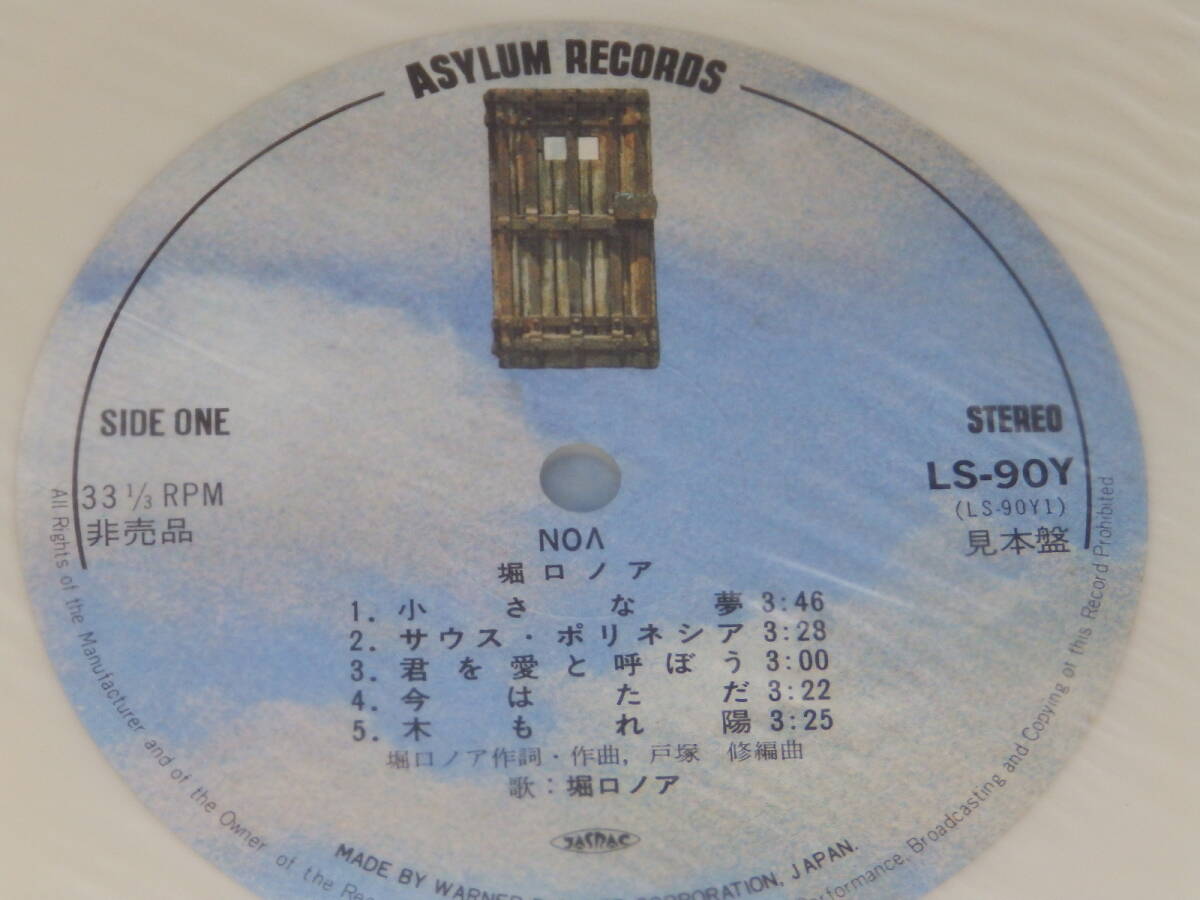 ASYLUM RECORDS
SIDE ONE
STEREO
33 1/3 RPM
非売品
LS-90Y
(LS-90Y1)
見本盤
NOΛ
堀口ノア
1. 小さな夢 3:46
2. サウス・ポリネシア 3:28
3. 君を愛と呼ぼう 3:00
4. 今はただ 3:22
5. 木もれ陽 3:25
堀口ノア作詞・作曲, 戸塚 修編曲
歌:堀口ノア
JASRAC
MADE BY WARNER CORPORATION, JAPAN.
All Rights of the Manufacturer and of the Owner of the Performance, Broadcasting and Copying of this Record Prohibited